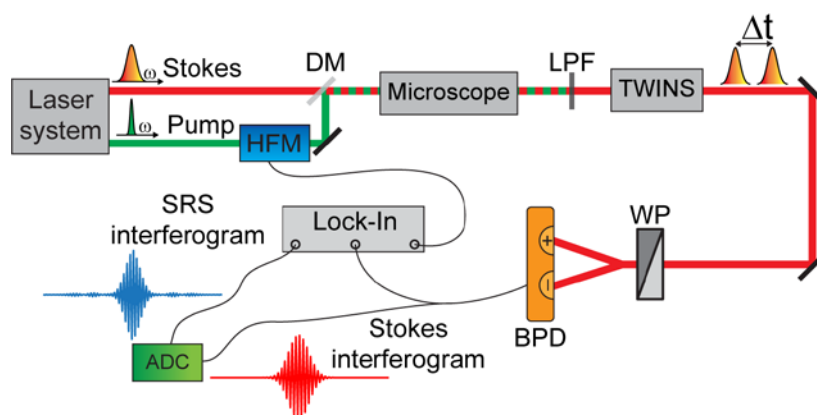 Δt
ω Stokes
DM
LPF
Laser
system
Microscope
TWINS
ω Pump
HFM
SRS
interferogram
Lock-In
WP
+
−
BPD
Stokes
interferogram
ADC